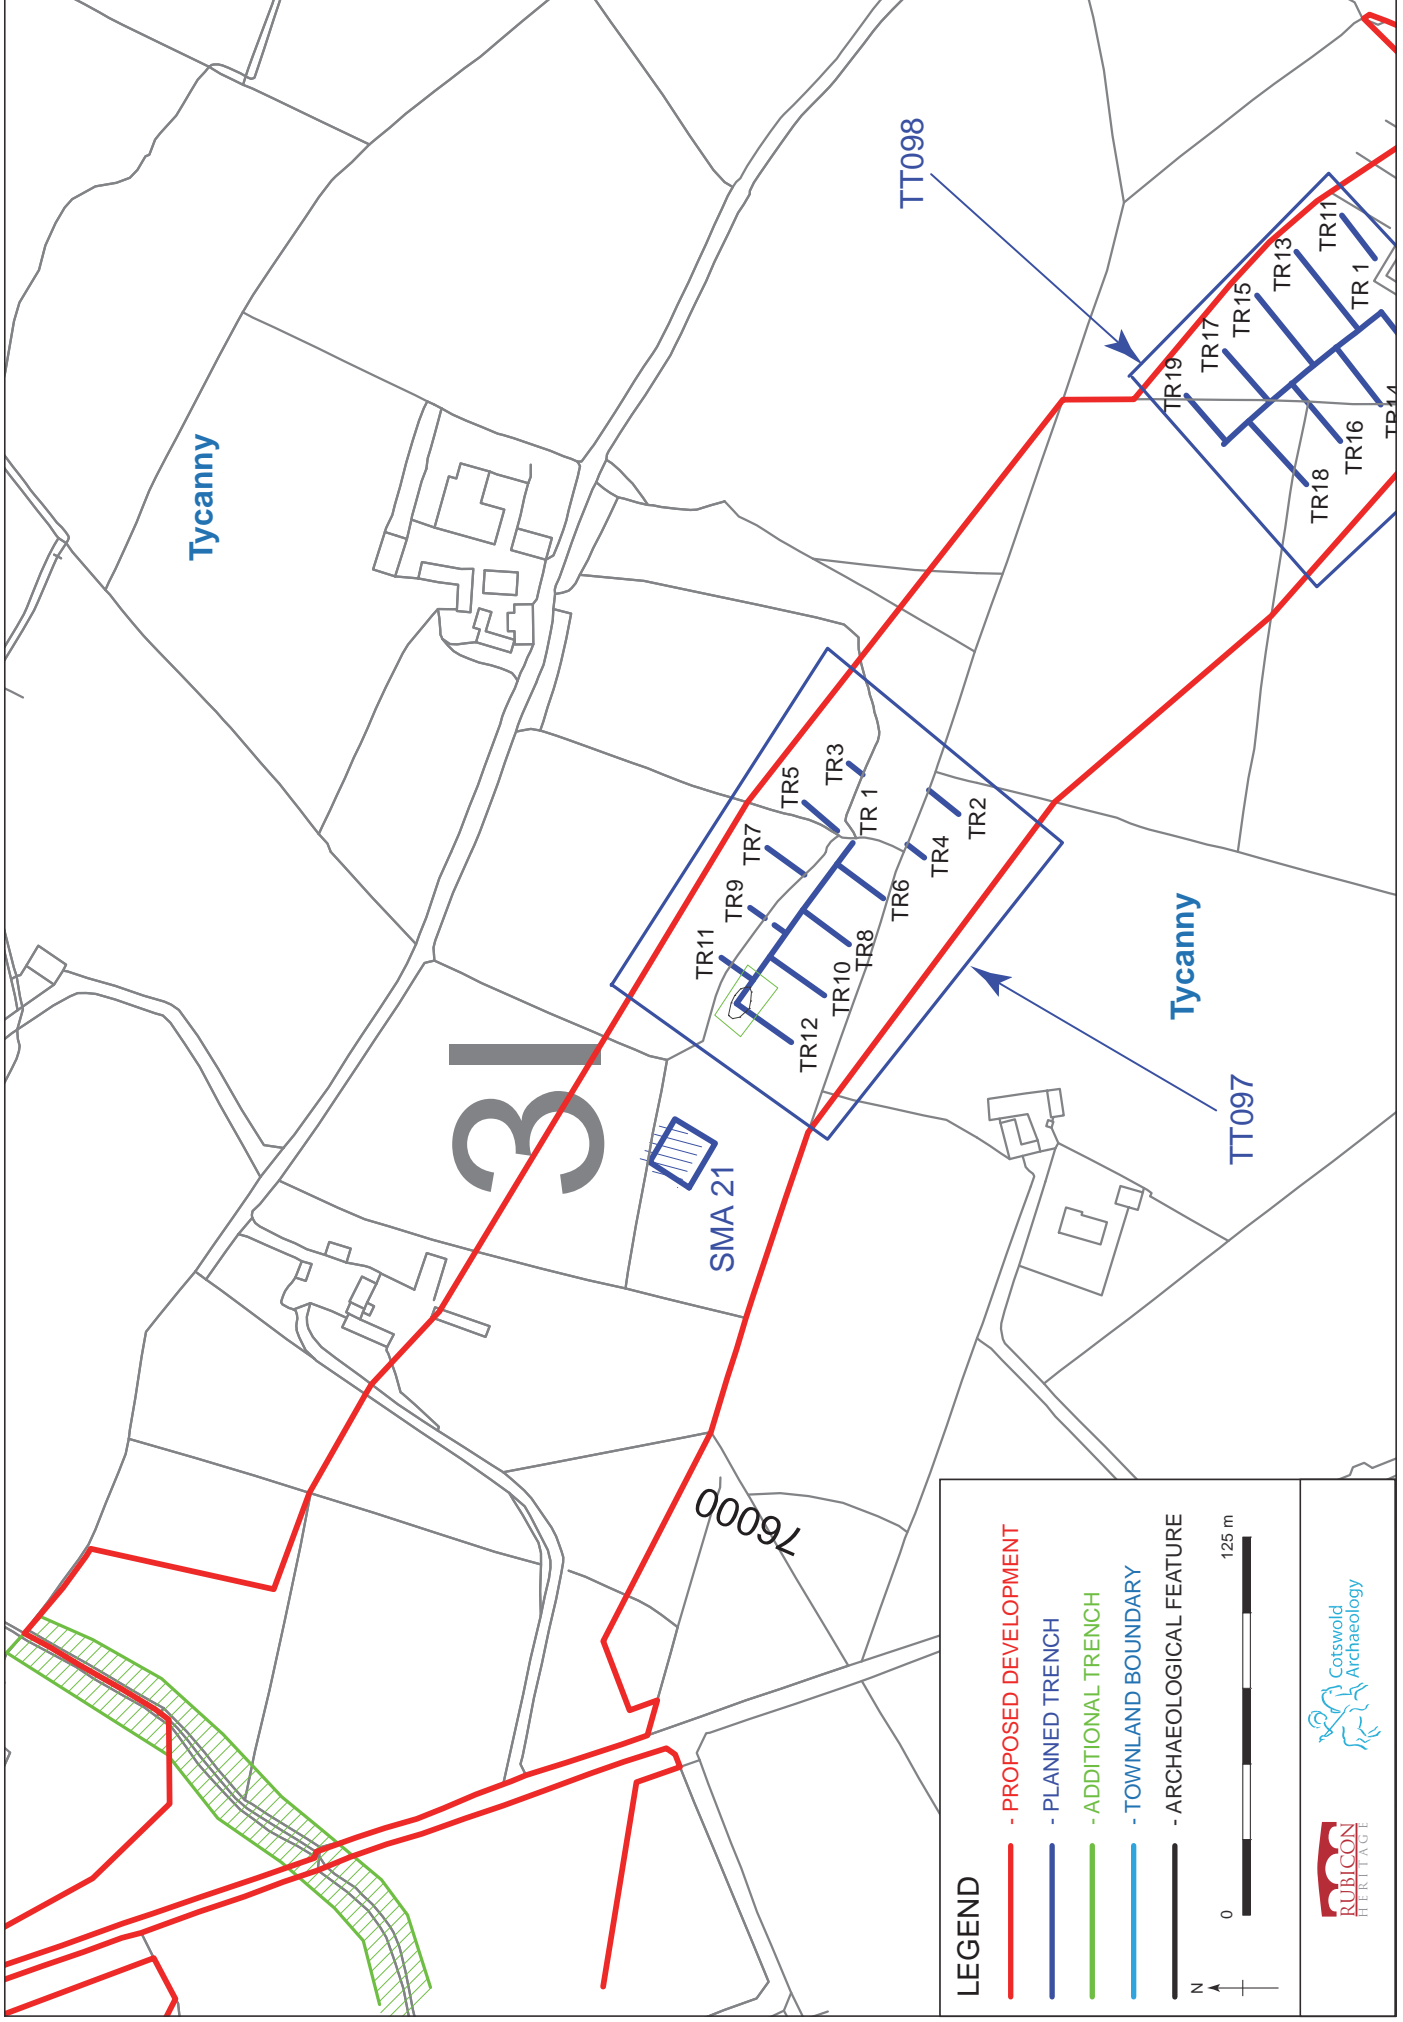 Tycanny
TT098
TR19
TR17
TR15
TR13
TR11
TR 1
TR18
TR16
TR14
31
TR11
TR9
TR7
TR5
TR3
TR 1
TR12
TR10
TR8
TR6
TR4
TR2
SMA 21
TT097
Tycanny
76000
LEGEND
- PROPOSED DEVELOPMENT
- PLANNED TRENCH
- ADDITIONAL TRENCH
- TOWNLAND BOUNDARY
- ARCHAEOLOGICAL FEATURE
N
0
125 m
RUBICON
HERITAGE
Cotswold
Archaeology